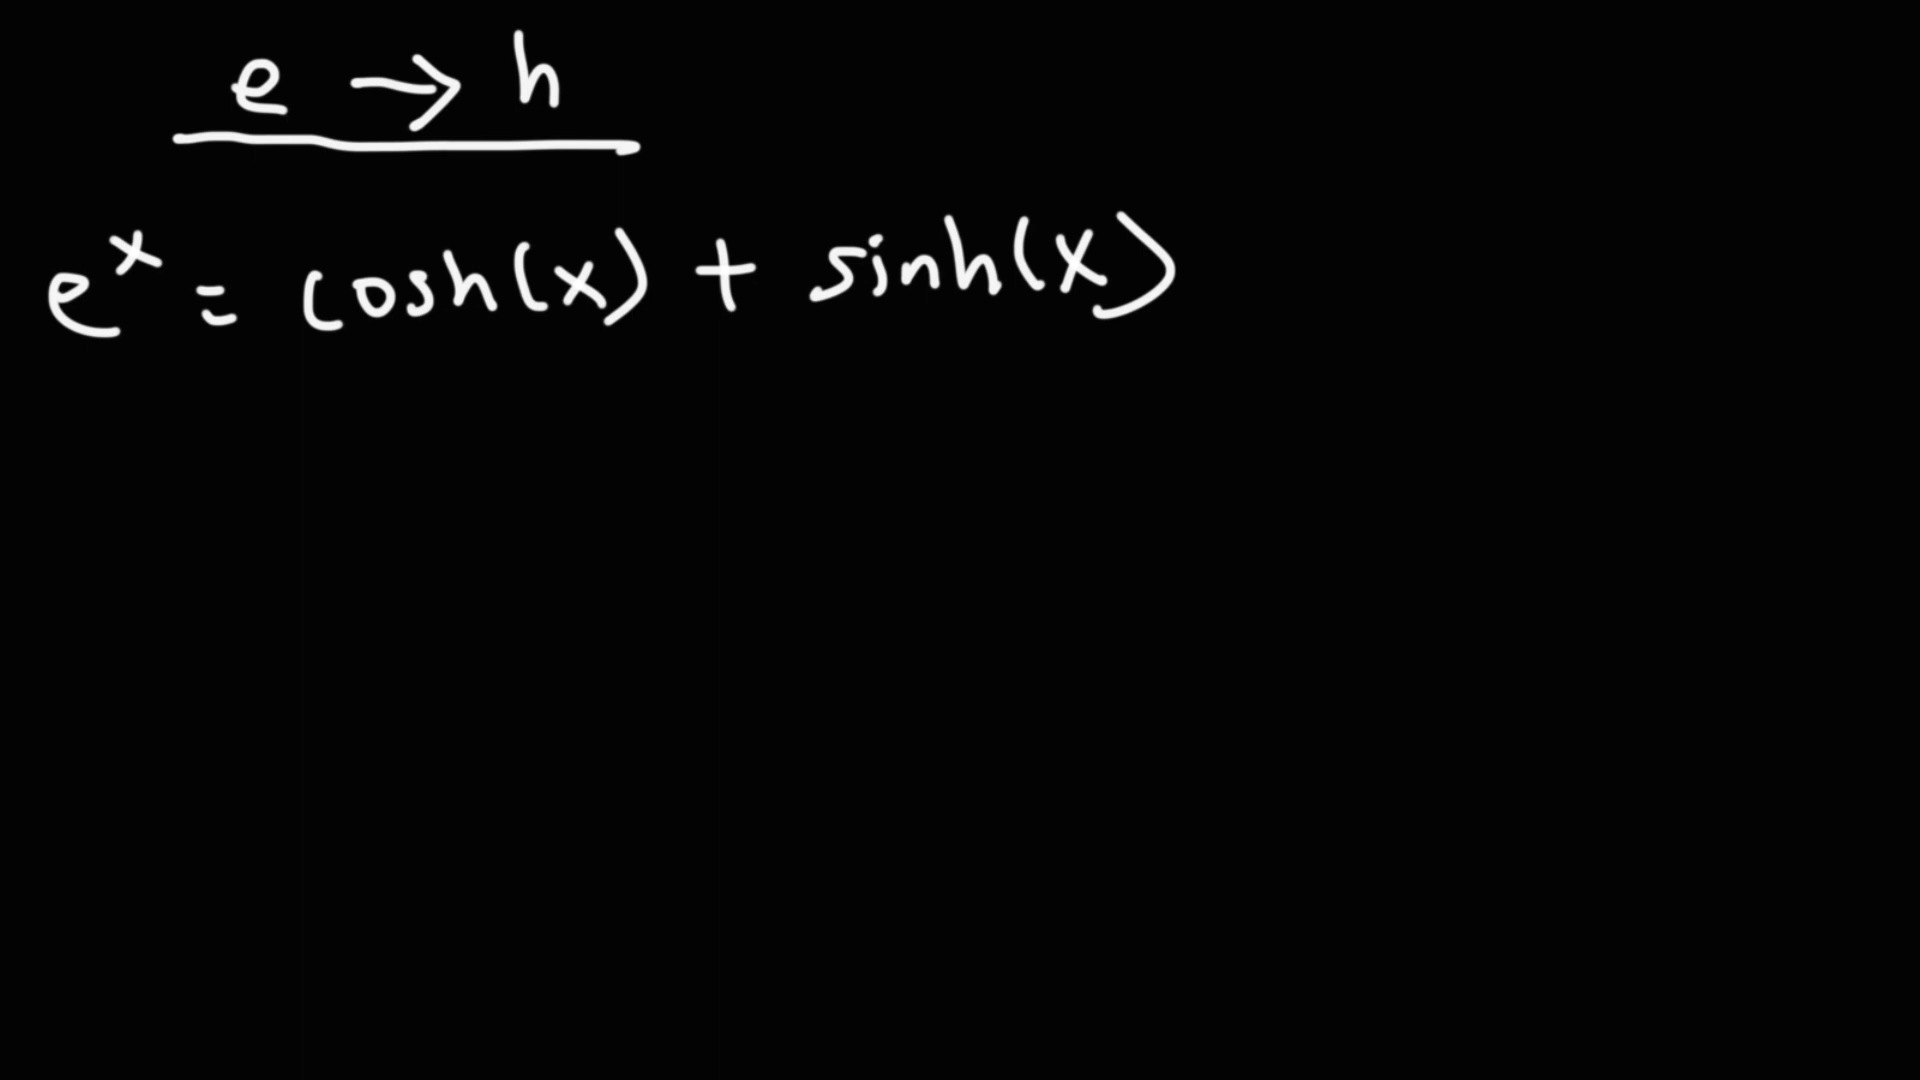 e → h
e^x = cosh(x) + sinh(x)